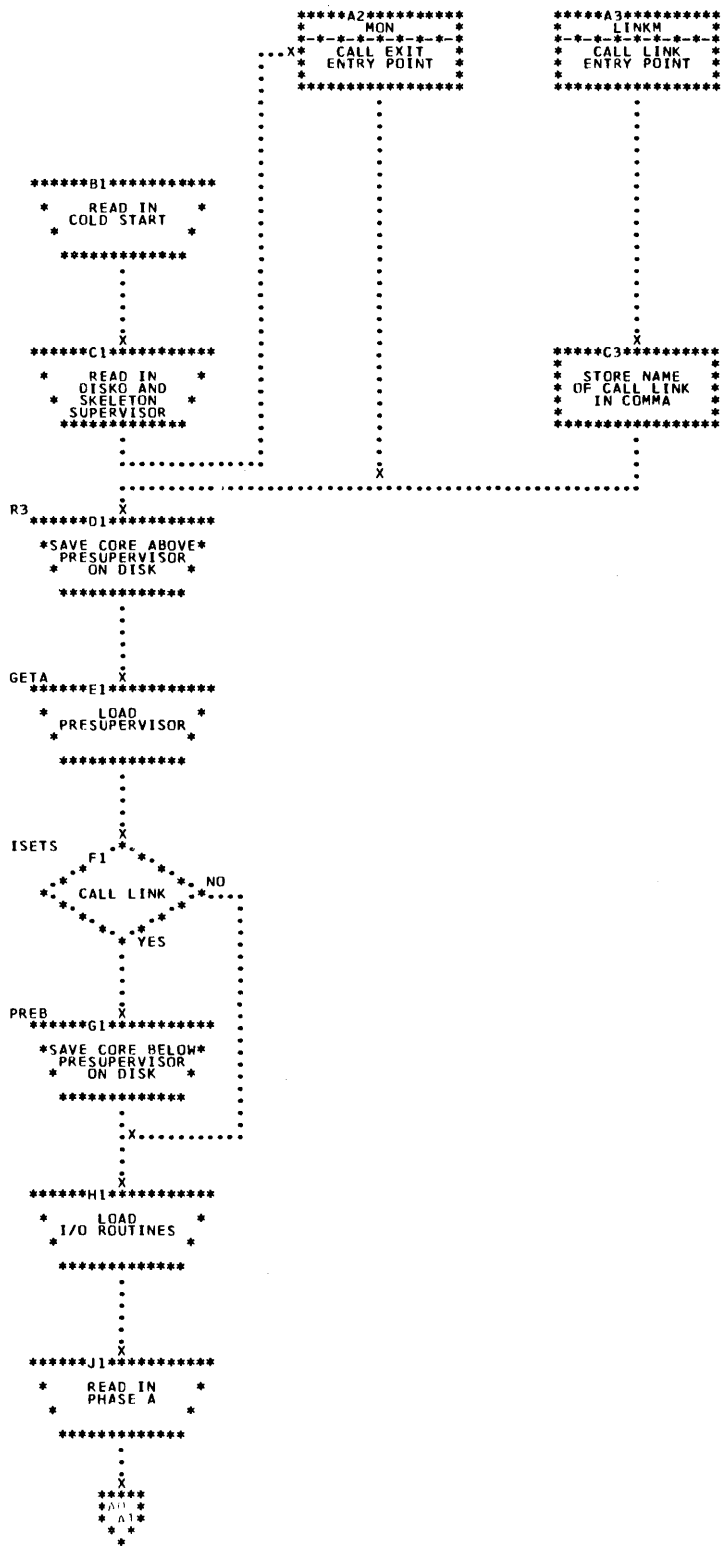 A2
MON
CALL EXIT
ENTRY POINT
A3
LINKM
CALL LINK
ENTRY POINT
B1
READ IN
COLD START
C1
READ IN
DISKO AND
SKELETON
SUPERVISOR
C3
STORE NAME
OF CALL LINK
IN COMMA
R3
D1
SAVE CORE ABOVE
PRESUPERVISOR
ON DISK
GETA
E1
LOAD
PRESUPERVISOR
ISETS
F1
CALL LINK
NO
YES
PREB
G1
SAVE CORE BELOW
PRESUPERVISOR
ON DISK
H1
LOAD
I/O ROUTINES
J1
READ IN
PHASE A
A1